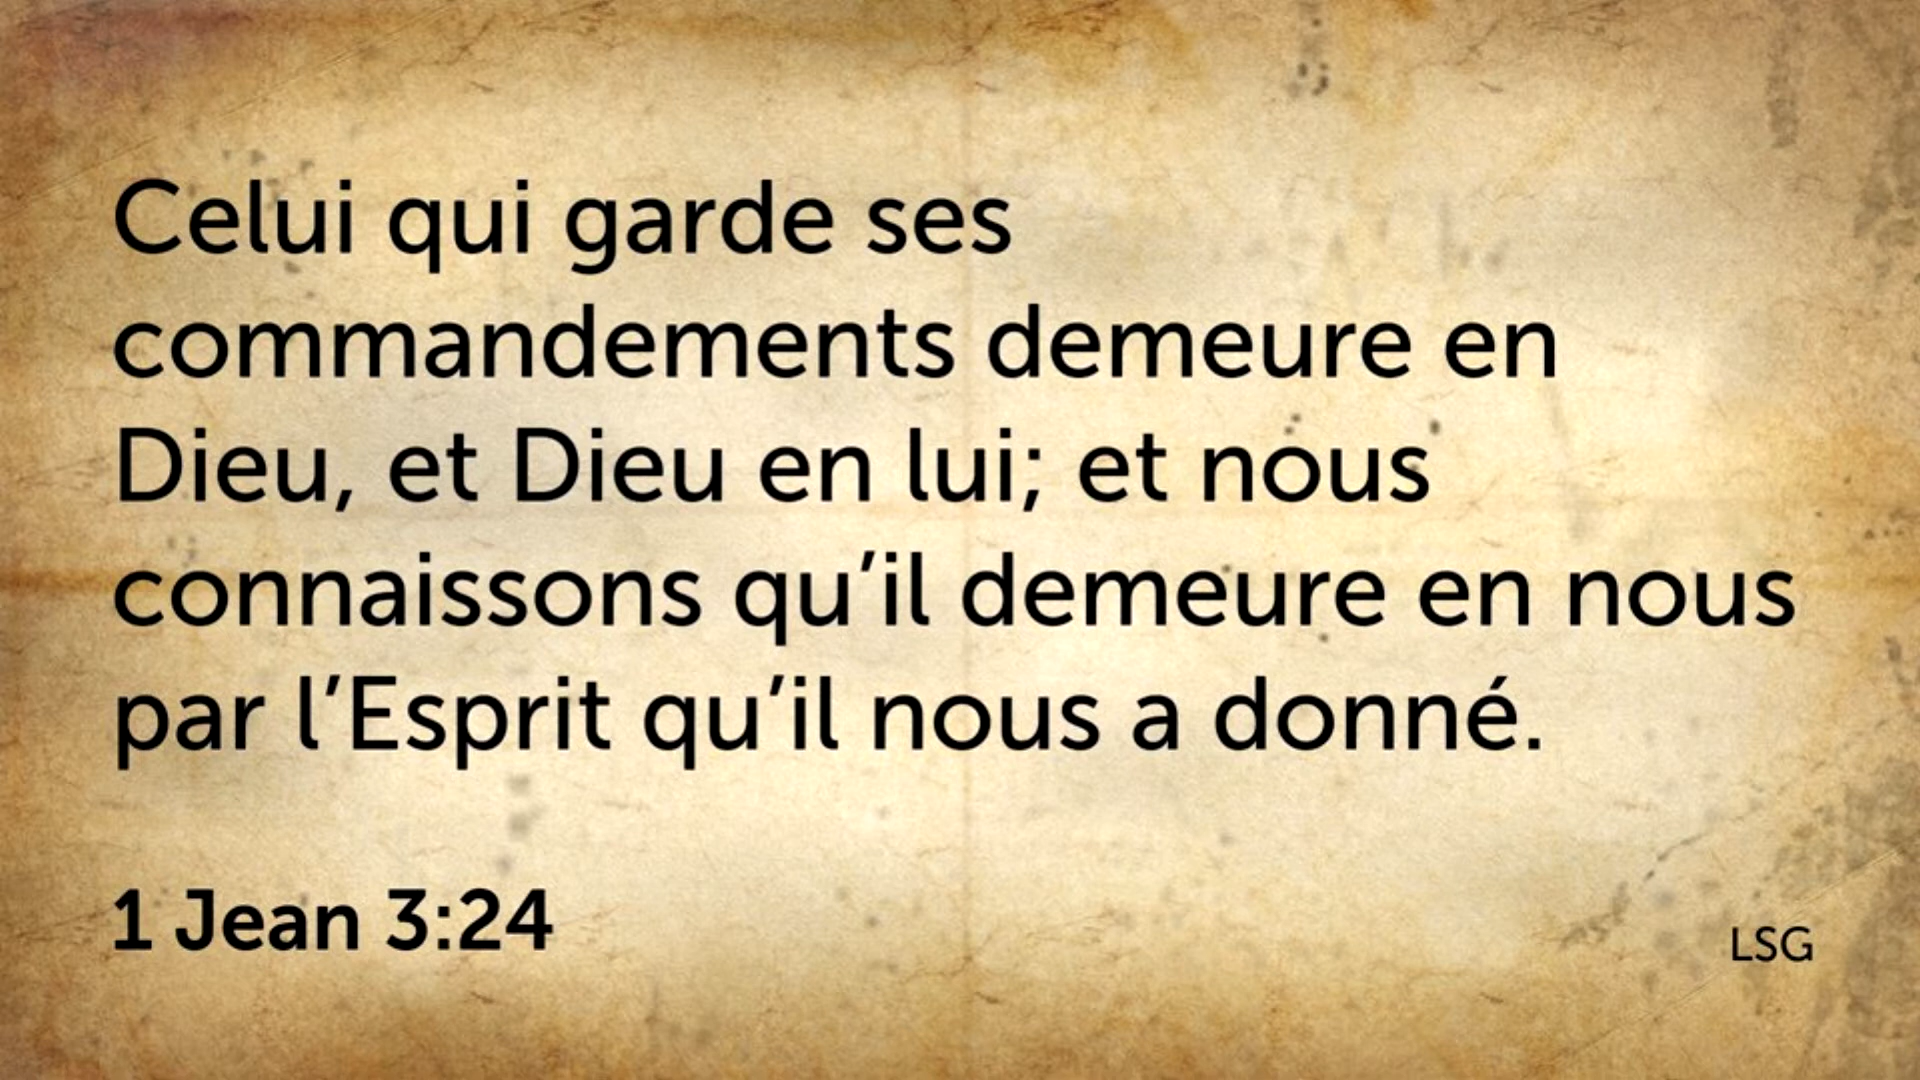 Celui qui garde ses
commandements demeure en
Dieu, et Dieu en lui; et nous
connaissons qu’il demeure en nous
par l’Esprit qu’il nous a donné.
1 Jean 3:24
LSG